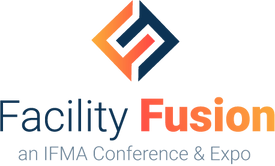 Facility Fusion
an IFMA Conference & Expo